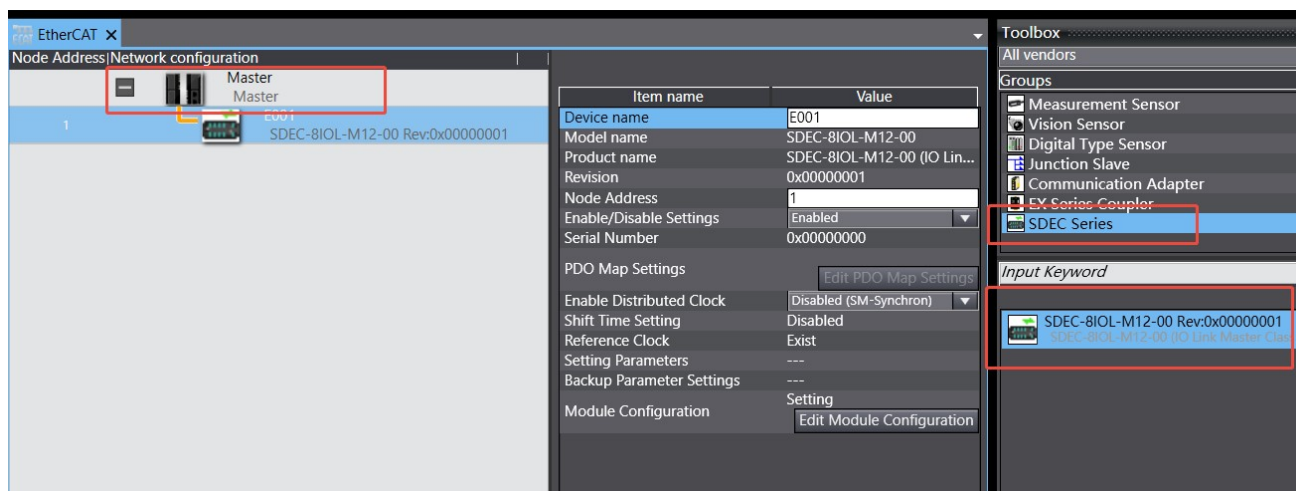 EtherCAT
Node Address|Network configuration
Master
Master
1
E001
SDEC-8IOL-M12-00 Rev:0x00000001
Item name Value
Device name E001
Model name SDEC-8IOL-M12-00
Product name SDEC-8IOL-M12-00 (IO Lin...
Revision 0x00000001
Node Address 1
Enable/Disable Settings Enabled
Serial Number 0x00000000
PDO Map Settings Edit PDO Map Settings
Enable Distributed Clock Disabled (SM-Synchron)
Shift Time Setting Disabled
Reference Clock Exist
Setting Parameters ---
Backup Parameter Settings ---
Module Configuration Setting
Edit Module Configuration
Toolbox
All vendors
Groups
Measurement Sensor
Vision Sensor
Digital Type Sensor
Junction Slave
Communication Adapter
EX Series Coupler
SDEC Series
Input Keyword
SDEC-8IOL-M12-00 Rev:0x00000001
SDEC-8IOL-M12-00 (IO Link Master Clas